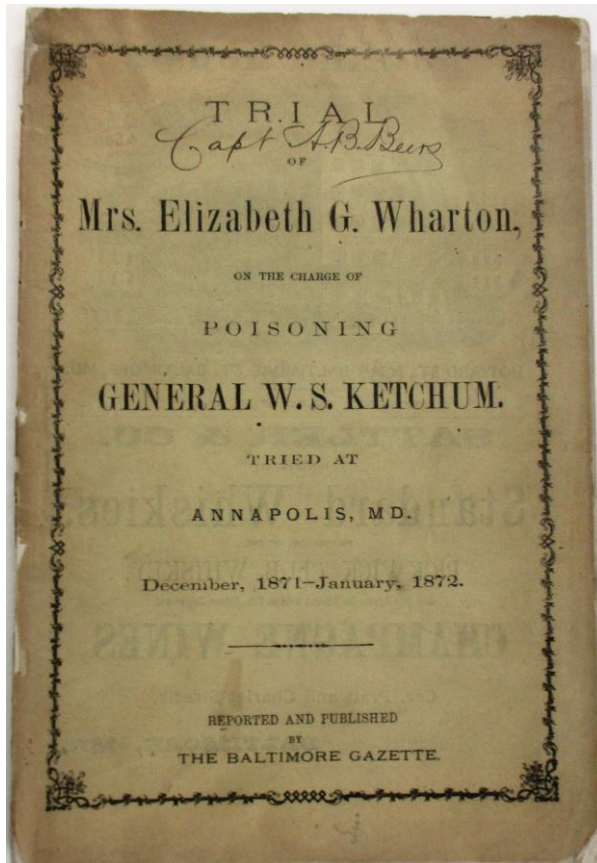 TRIAL
Capt A. B. Beers
OF
Mrs. Elizabeth G. Wharton,
ON THE CHARGE OF
POISONING
GENERAL W. S. KETCHUM.
TRIED AT
ANNAPOLIS, MD.
December, 1871–January, 1872.
REPORTED AND PUBLISHED
BY
THE BALTIMORE GAZETTE.